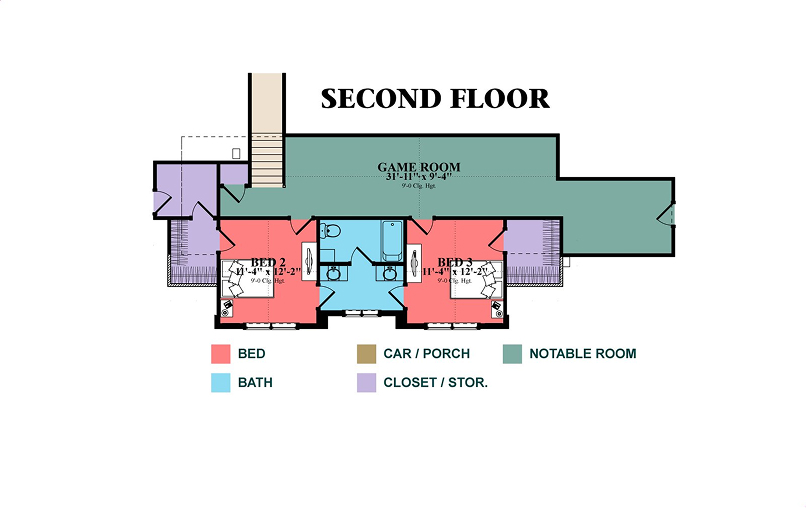 SECOND FLOOR
GAME ROOM
31'-11" x 9'-4"
9'-0 Clg. Hgt.
BED 2
11'-4" x 12'-2"
9'-0 Clg. Hgt.
BED 3
11'-4" x 12'-2"
9'-0 Clg. Hgt.
BED
CAR / PORCH
NOTABLE ROOM
BATH
CLOSET / STOR.